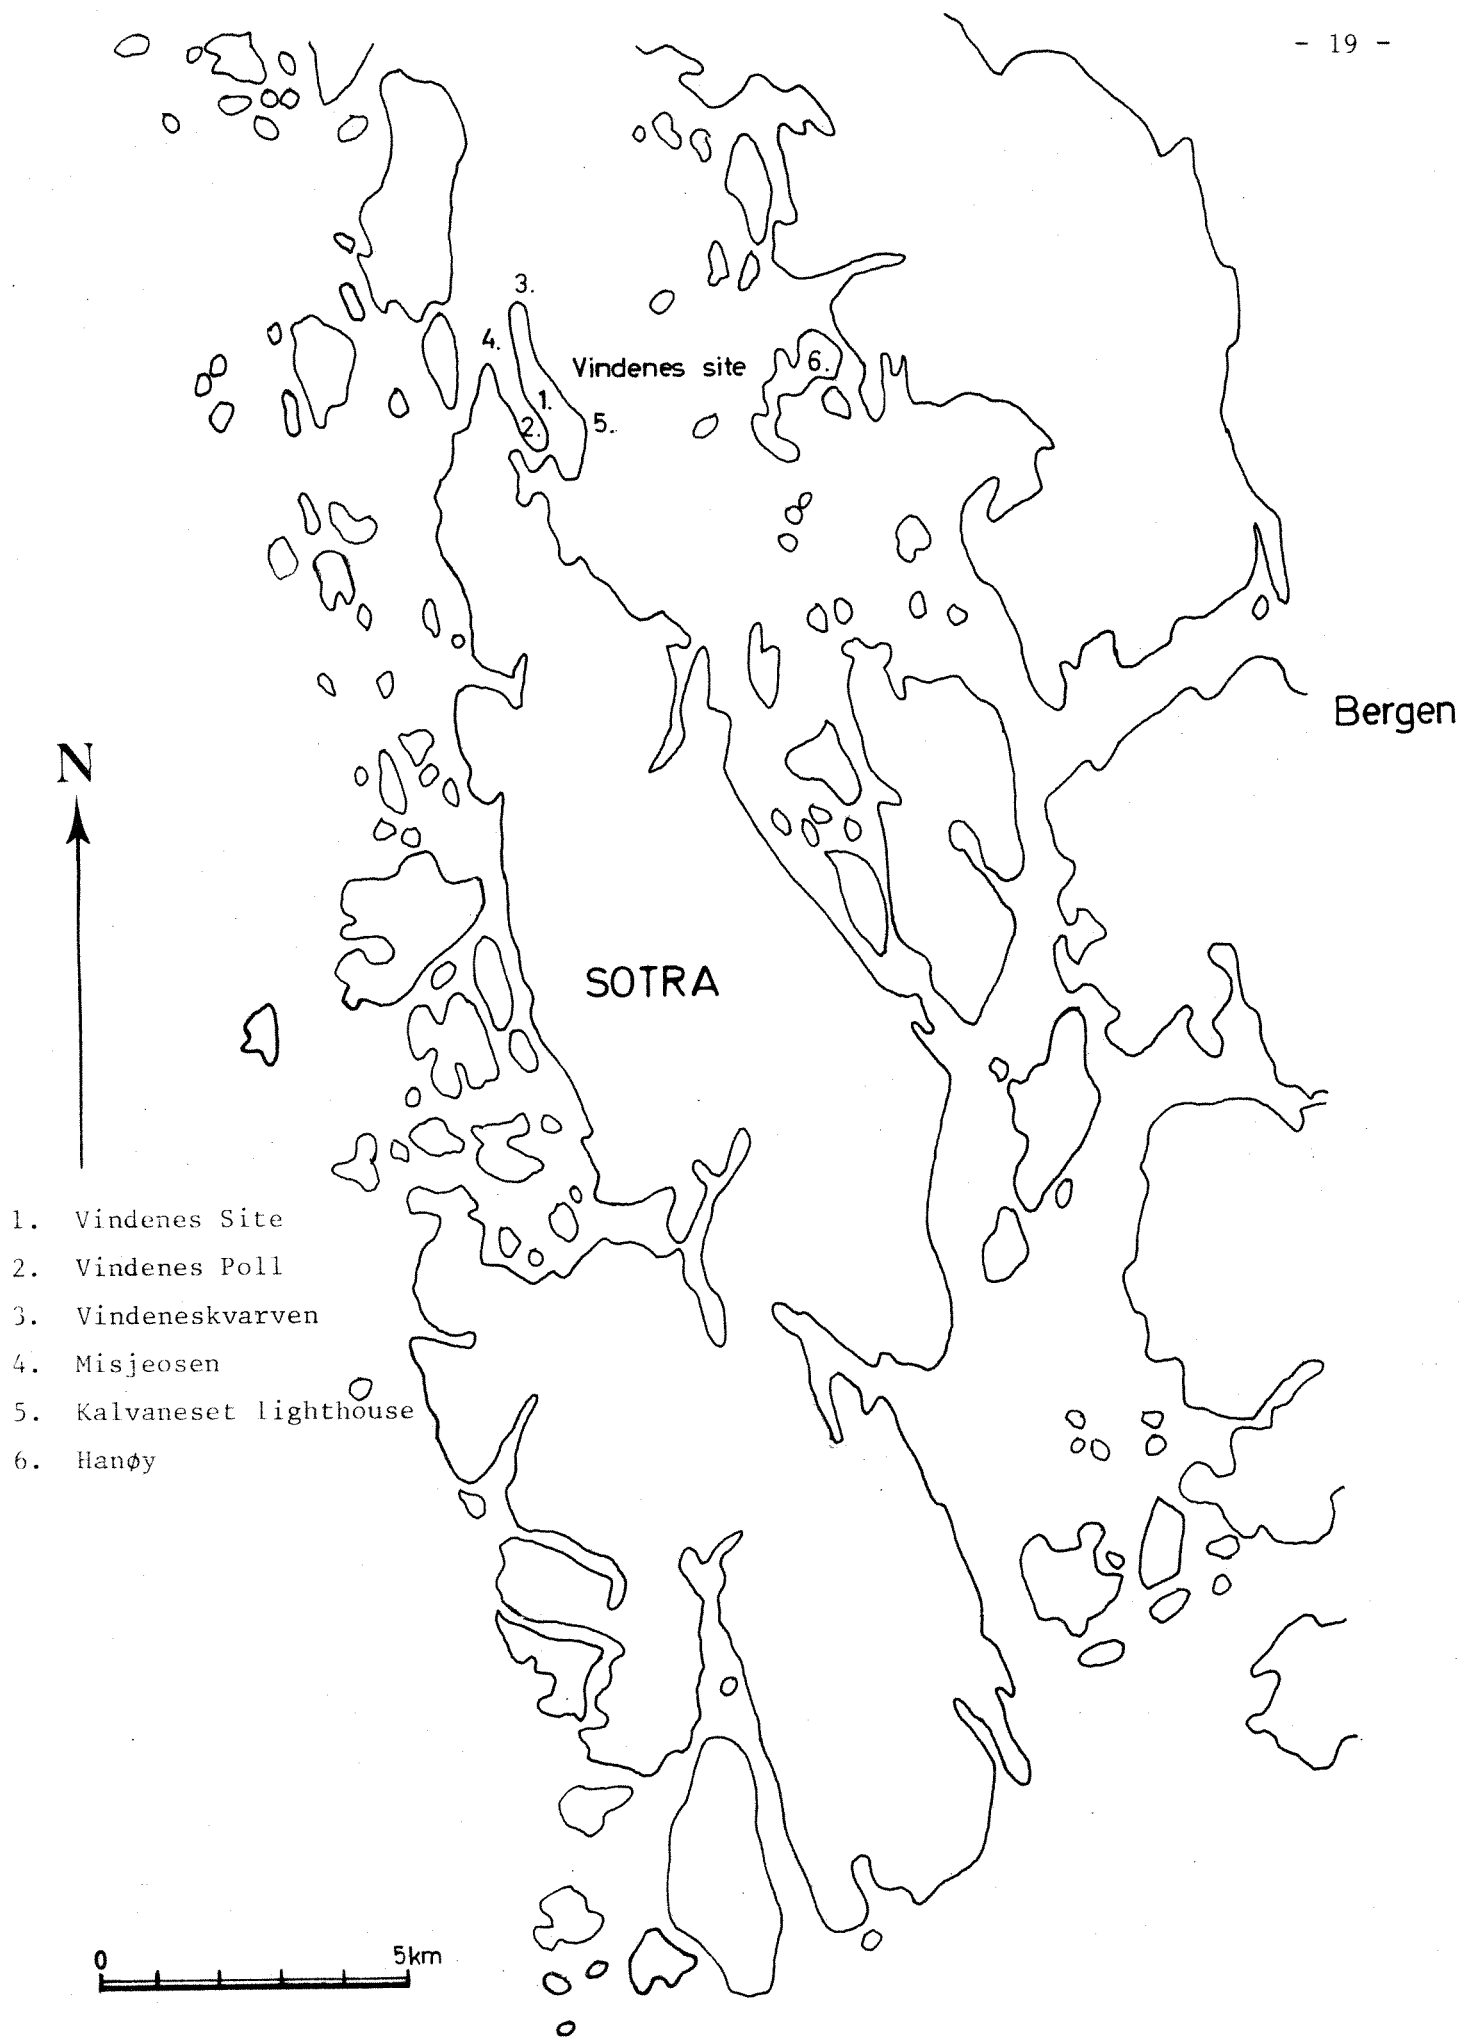 - 19 -
3.
4.
Vindenes site
6.
1.
5.
2.
Bergen
N
SOTRA
1. Vindenes Site
2. Vindenes Poll
3. Vindeneskvarven
4. Misjeosen
5. Kalvaneset lighthouse
6. Hanøy
0 5km